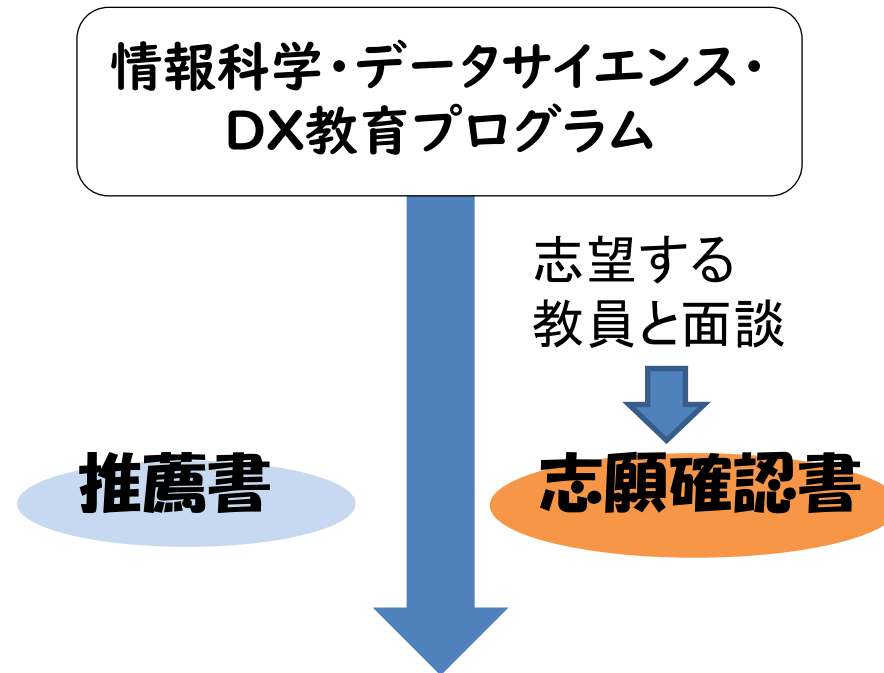 情報科学・データサイエンス・
DX教育プログラム
志望する
教員と面談
推薦書
志願確認書